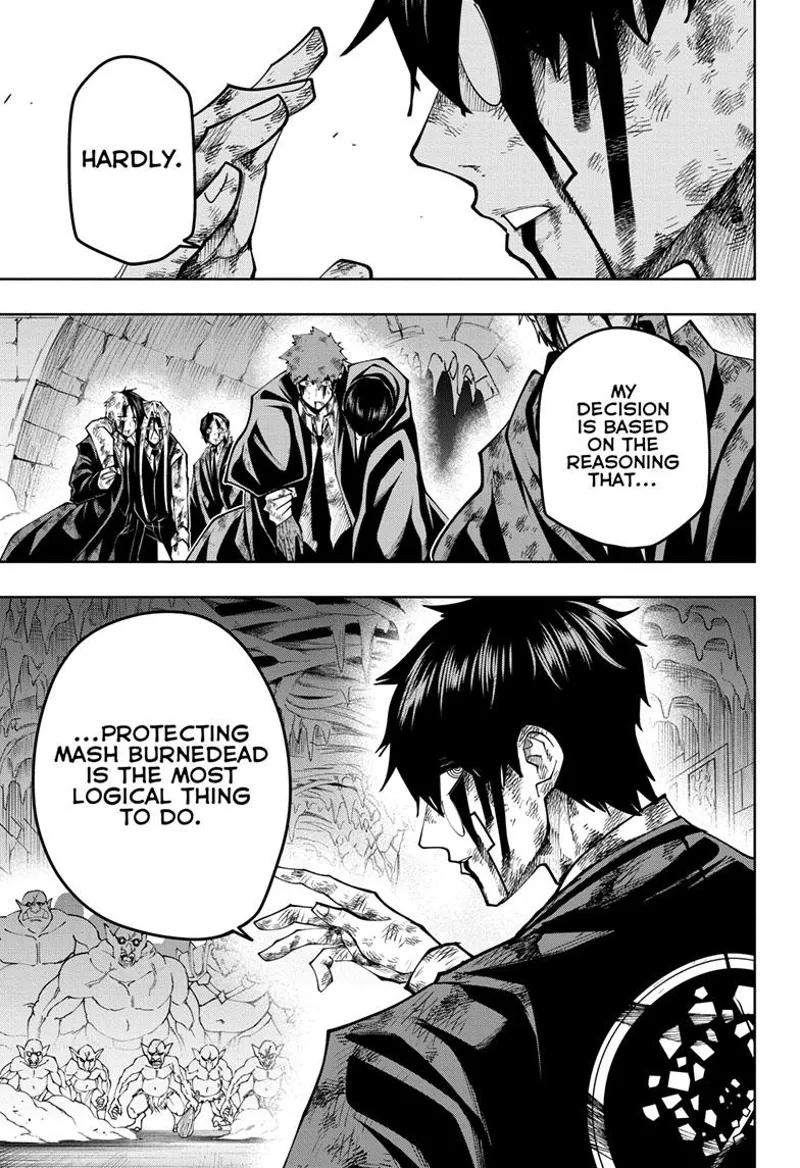 HARDLY.
MY
DECISION
IS BASED
ON THE
REASONING
THAT...
...PROTECTING
MASH BURNEDEAD
IS THE MOST
LOGICAL THING
TO DO.